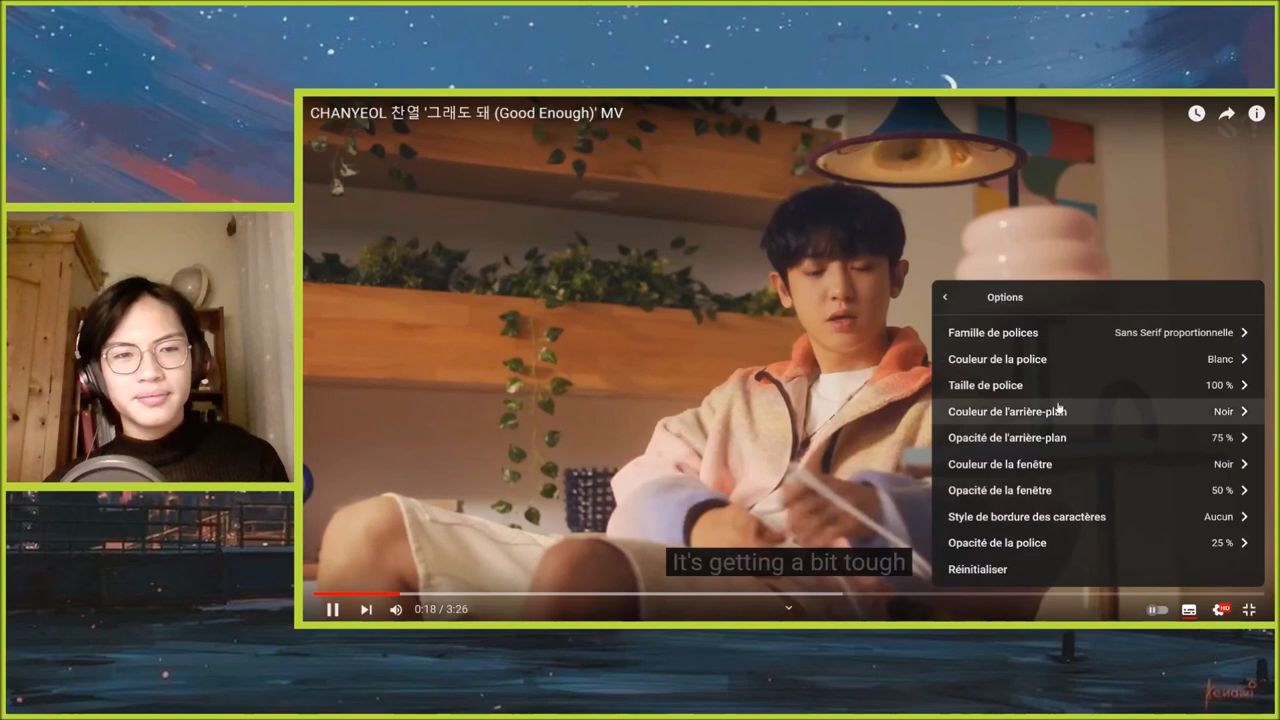 CHANYEOL 찬열 '그래도 돼 (Good Enough)' MV
Options
Famille de polices Sans Serif proportionnelle
Couleur de la police Blanc
Taille de police 100 %
Couleur de l'arrière-plan Noir
Opacité de l'arrière-plan 75 %
Couleur de la fenêtre Noir
Opacité de la fenêtre 50 %
Style de bordure des caractères Aucun
Opacité de la police 25 %
Réinitialiser
It's getting a bit tough
0:18 / 3:26
HD
Kenami